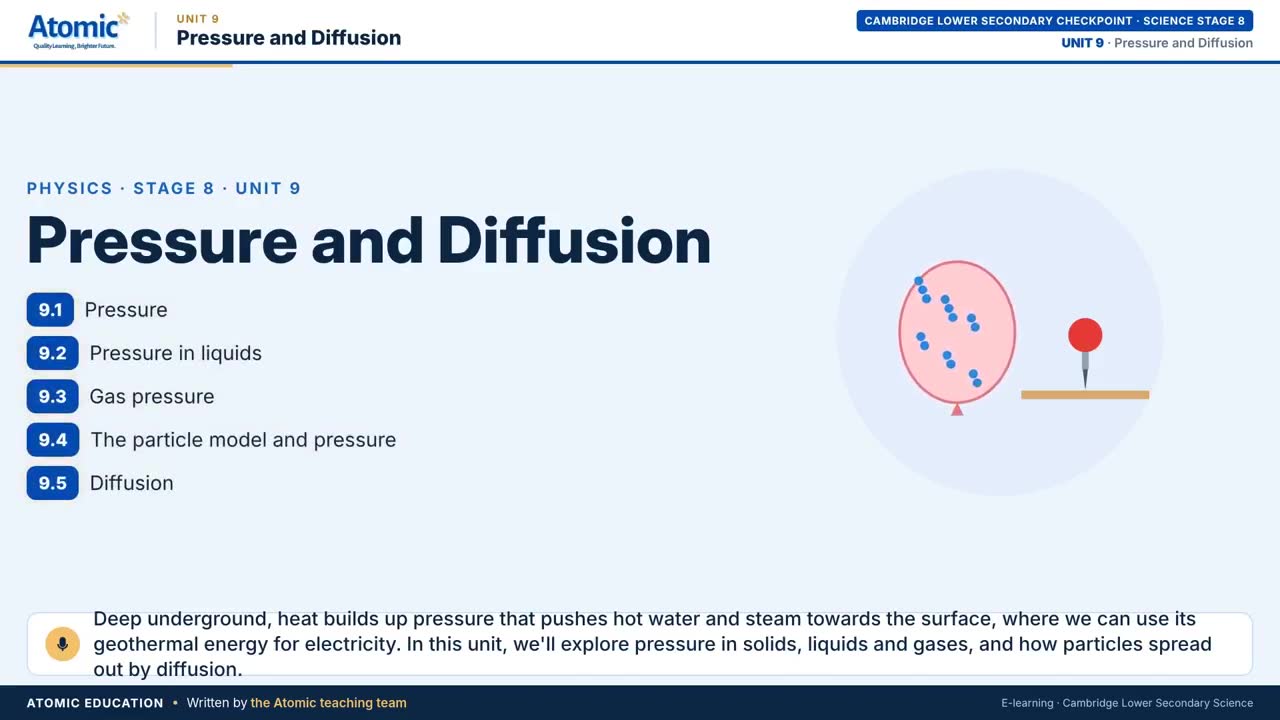 Atomic
Quality Learning, Brighter Future.
UNIT 9
Pressure and Diffusion
CAMBRIDGE LOWER SECONDARY CHECKPOINT · SCIENCE STAGE 8
UNIT 9 · Pressure and Diffusion
PHYSICS · STAGE 8 · UNIT 9
Pressure and Diffusion
9.1 Pressure
9.2 Pressure in liquids
9.3 Gas pressure
9.4 The particle model and pressure
9.5 Diffusion
Deep underground, heat builds up pressure that pushes hot water and steam towards the surface, where we can use its
geothermal energy for electricity. In this unit, we'll explore pressure in solids, liquids and gases, and how particles spread
out by diffusion.
ATOMIC EDUCATION • Written by the Atomic teaching team
E-learning · Cambridge Lower Secondary Science